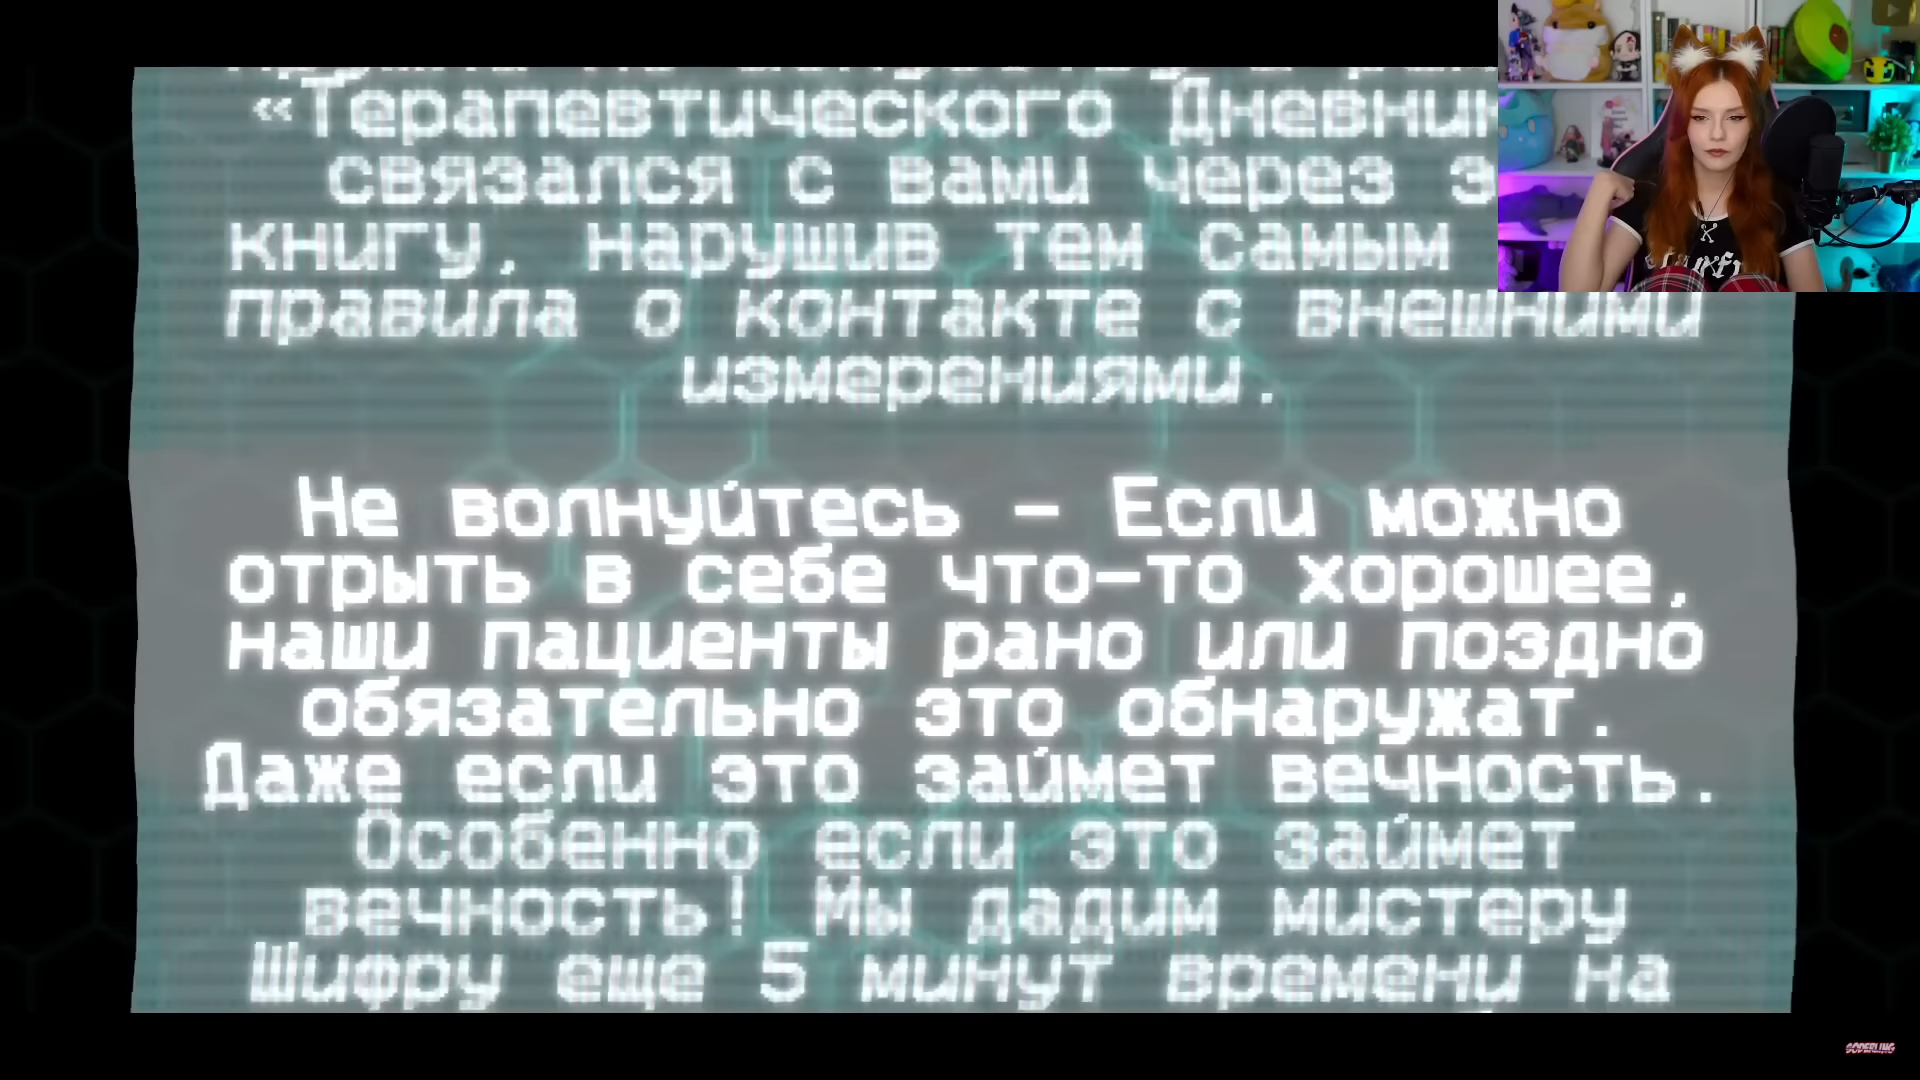 «Терапевтического
связался с вами через
книгу, нарушив тем самым
правила о контакте с внешними
измерениями.
Не волнуйтесь – Если можно
отрыть в себе что-то хорошее,
наши пациенты рано или поздно
обязательно это обнаружат.
Даже если это займет вечность.
Особенно если это займет
вечность! Мы дадим мистеру
Шифру еще 5 минут времени на
SODERLING